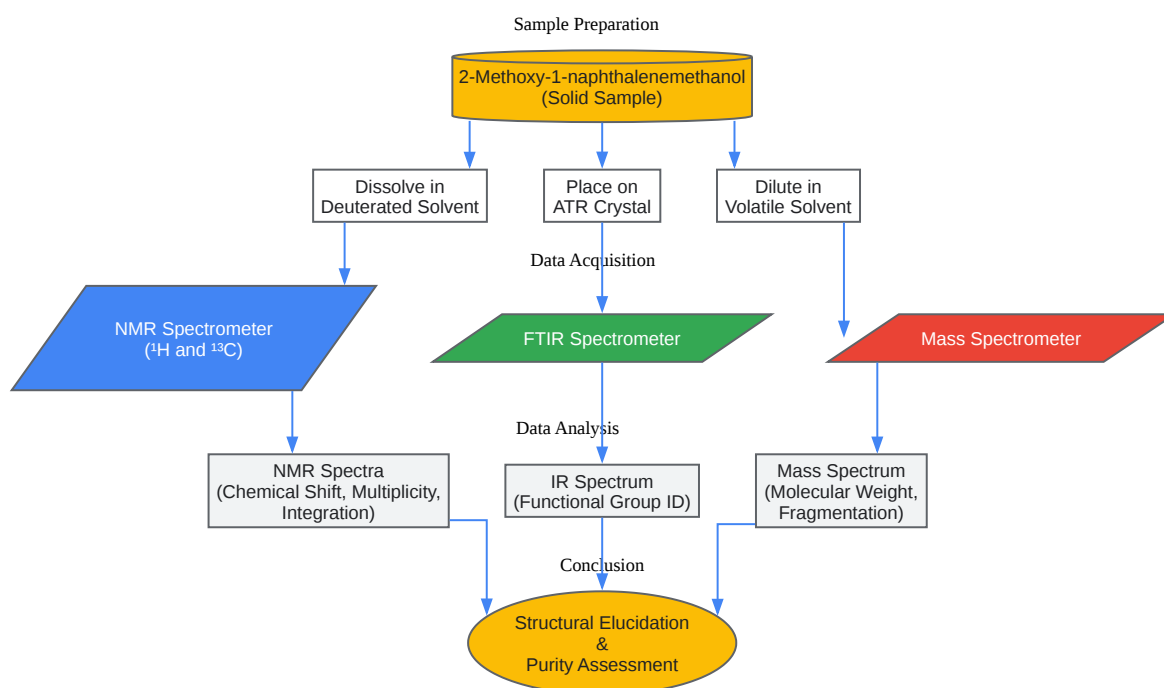 Sample Preparation
2-Methoxy-1-naphthalenemethanol
(Solid Sample)
Dissolve in
Deuterated Solvent
Place on
ATR Crystal
Dilute in
Volatile Solvent
Data Acquisition
NMR Spectrometer
(¹H and ¹³C)
FTIR Spectrometer
Mass Spectrometer
Data Analysis
NMR Spectra
(Chemical Shift, Multiplicity,
Integration)
IR Spectrum
(Functional Group ID)
Mass Spectrum
(Molecular Weight,
Fragmentation)
Conclusion
Structural Elucidation
&
Purity Assessment